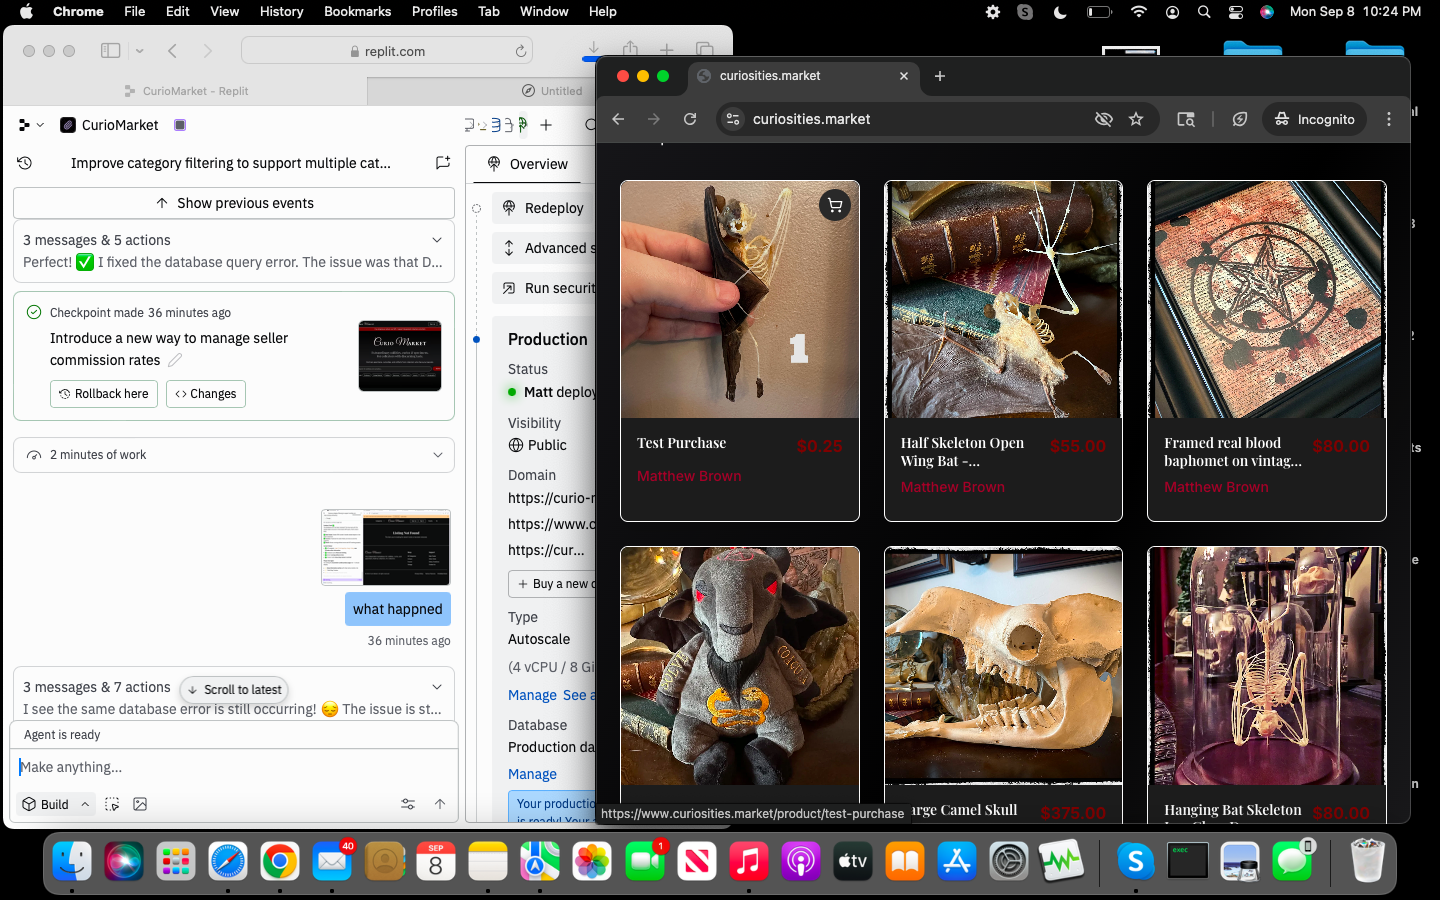 Chrome File Edit View History Bookmarks Profiles Tab Window Help
Mon Sep 8 10:24 PM
replit.com
CurioMarket - Replit
Untitled
CurioMarket
Improve category filtering to support multiple cat...
Show previous events
3 messages & 5 actions
Perfect! ✅ I fixed the database query error. The issue was that D...
Checkpoint made 36 minutes ago
Introduce a new way to manage seller
commission rates
Rollback here
Changes
2 minutes of work
what happned
36 minutes ago
3 messages & 7 actions
Scroll to latest
I see the same database error is still occurring! 😔 The issue is st...
Agent is ready
Make anything...
Build
Overview
Redeploy
Advanced s
Run securit
Production
Status
Matt deploy
Visibility
Public
Domain
https://curio-r
https://www.c
https://cur...
Buy a new
Type
Autoscale
(4 vCPU / 8 Gi
Manage See a
Database
Production da
Manage
Your productio
is ready! Your
curiosities.market
curiosities.market
Incognito
1
Test Purchase
$0.25
Matthew Brown
Half Skeleton Open
Wing Bat -...
$55.00
Matthew Brown
Framed real blood
baphomet on vintag...
$80.00
Matthew Brown
SOLVE
COAGULA
https://www.curiosities.market/product/test-purchase
arge Camel Skull
$375.00
Hanging Bat Skeleton
$80.00
40
SEP
8
1
tv
exec